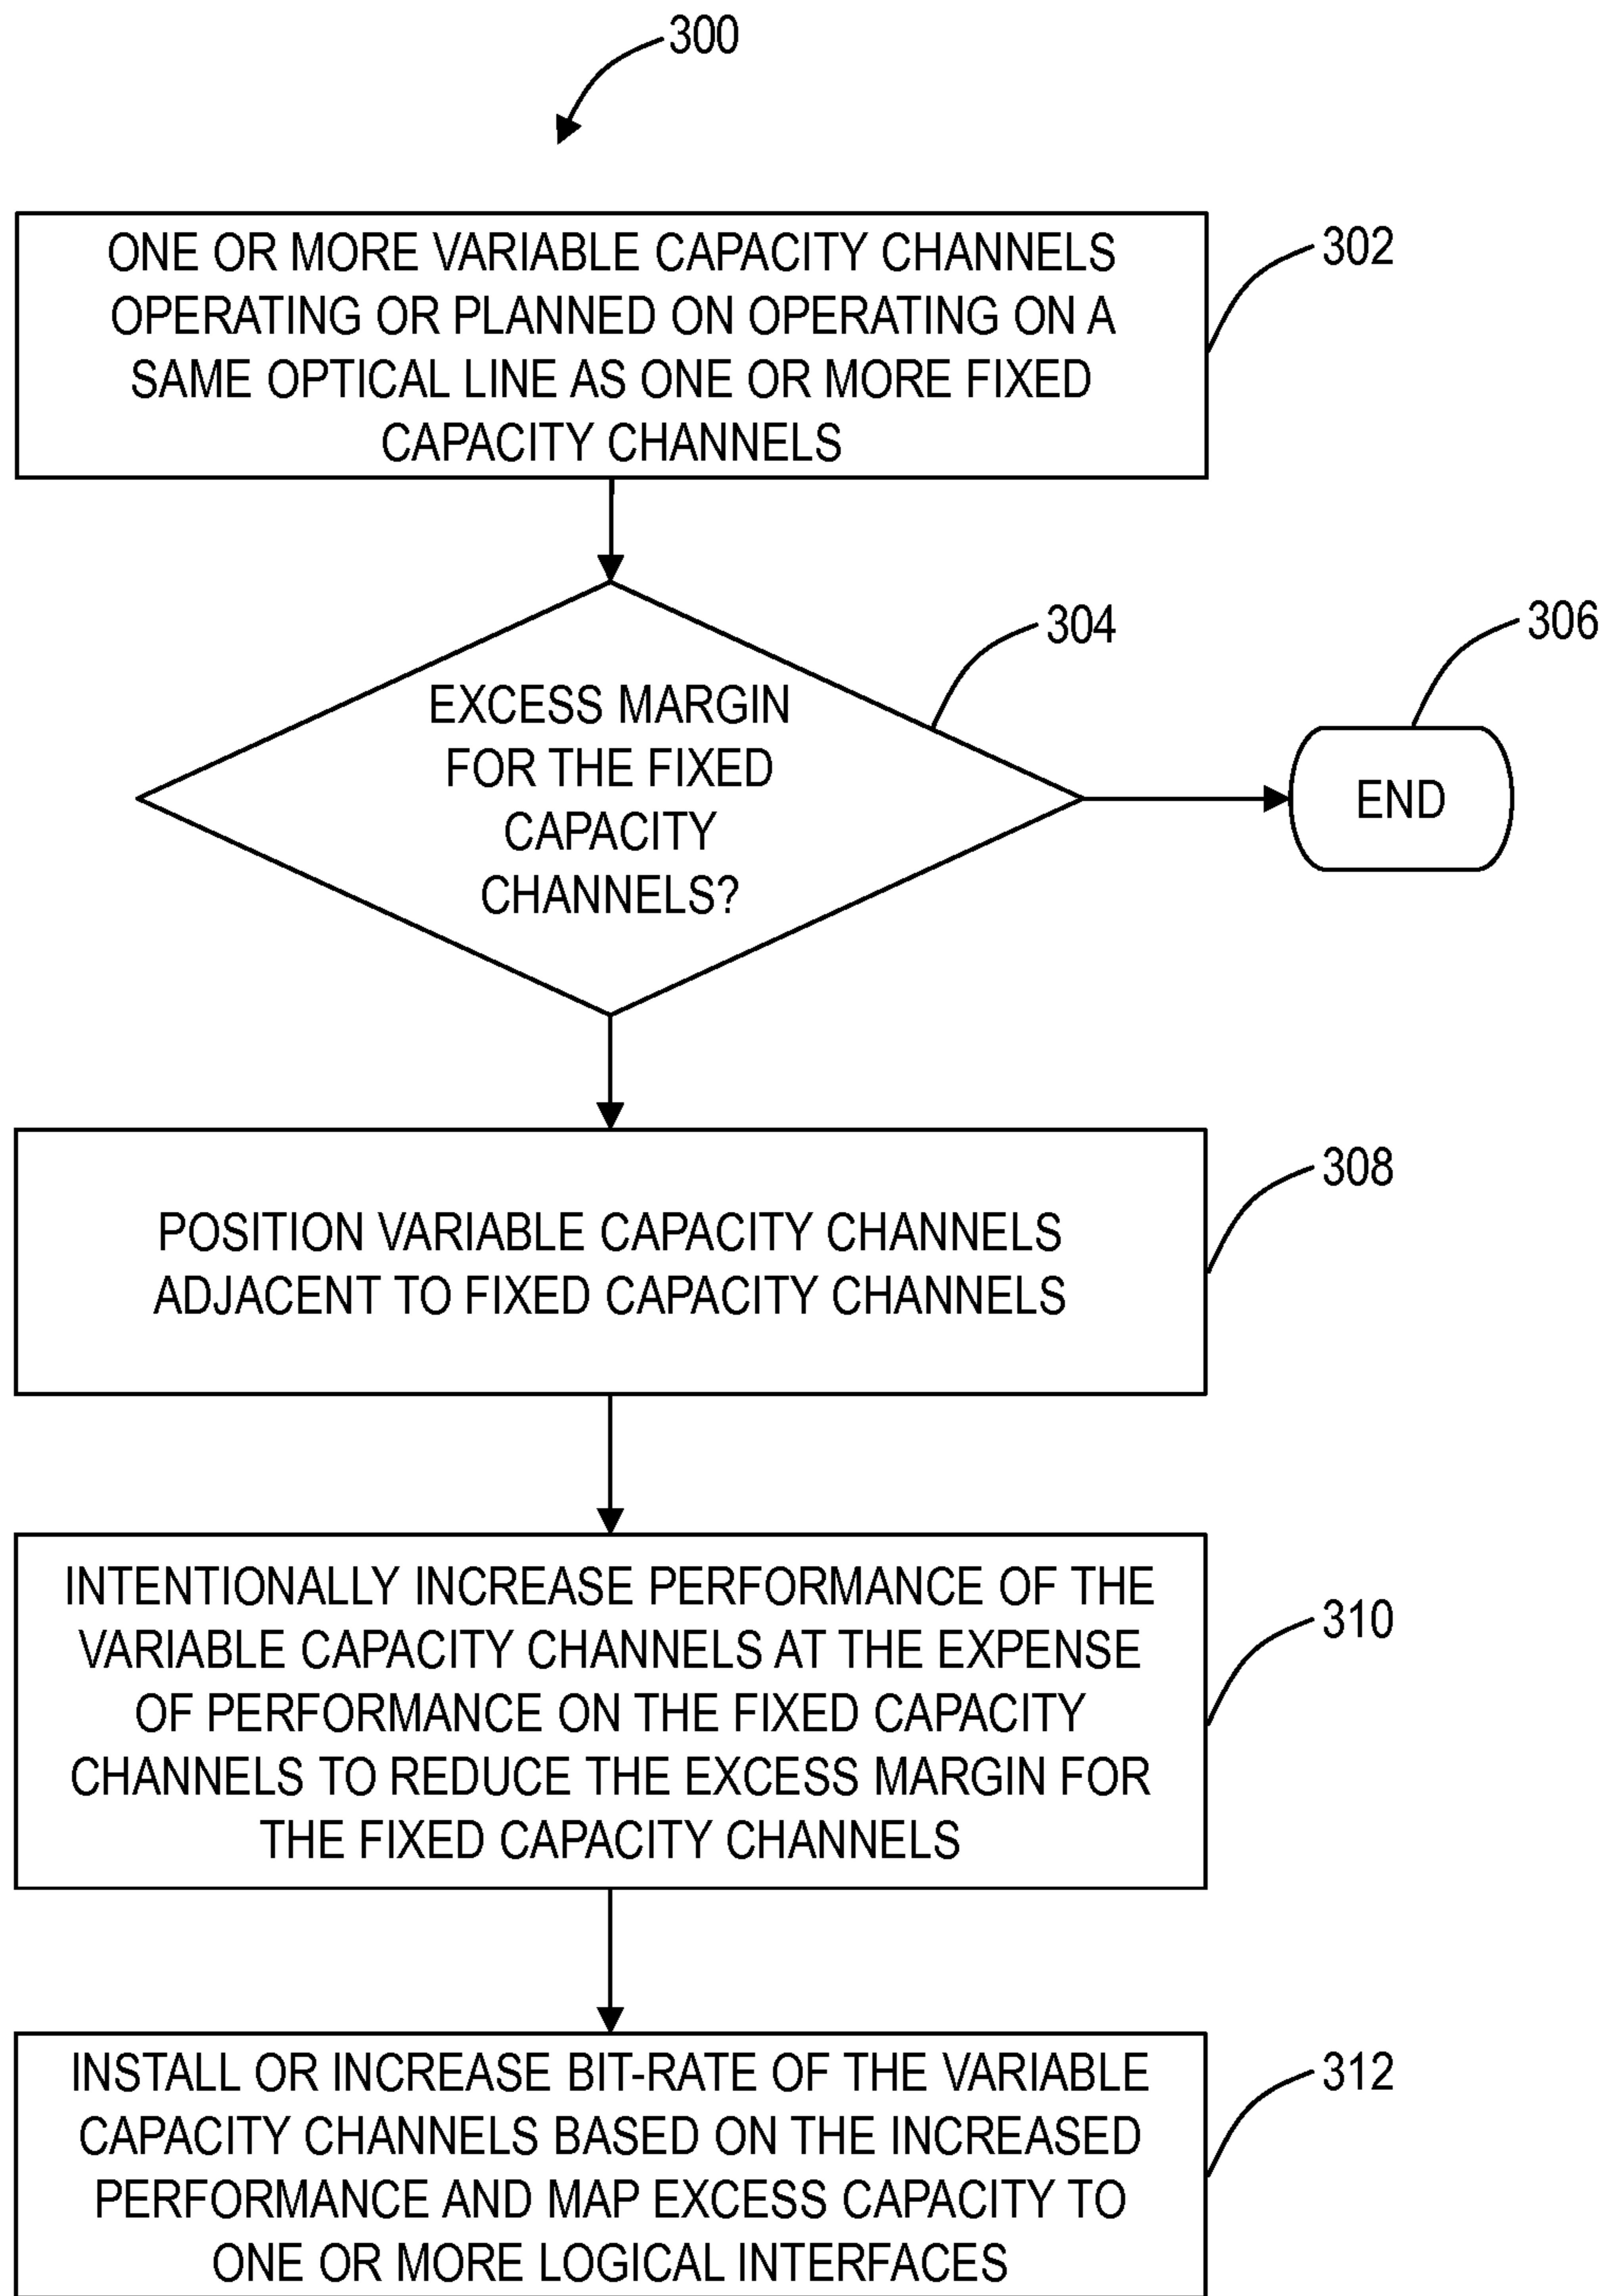 300
ONE OR MORE VARIABLE CAPACITY CHANNELS
OPERATING OR PLANNED ON OPERATING ON A
SAME OPTICAL LINE AS ONE OR MORE FIXED
CAPACITY CHANNELS
302
EXCESS MARGIN
FOR THE FIXED
CAPACITY
CHANNELS?
304
306
END
POSITION VARIABLE CAPACITY CHANNELS
ADJACENT TO FIXED CAPACITY CHANNELS
308
INTENTIONALLY INCREASE PERFORMANCE OF THE
VARIABLE CAPACITY CHANNELS AT THE EXPENSE
OF PERFORMANCE ON THE FIXED CAPACITY
CHANNELS TO REDUCE THE EXCESS MARGIN FOR
THE FIXED CAPACITY CHANNELS
310
INSTALL OR INCREASE BIT-RATE OF THE VARIABLE
CAPACITY CHANNELS BASED ON THE INCREASED
PERFORMANCE AND MAP EXCESS CAPACITY TO
ONE OR MORE LOGICAL INTERFACES
312